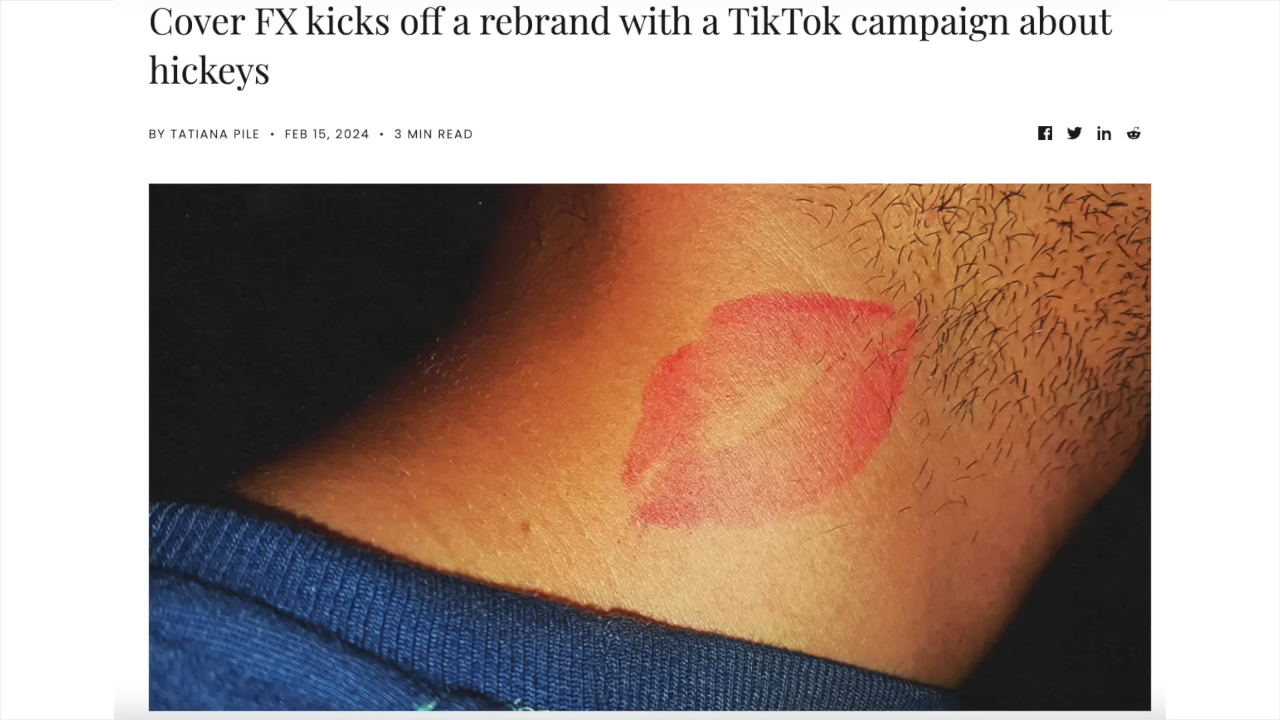 Cover FX kicks off a rebrand with a TikTok campaign about
hickeys
BY TATIANA PILE • FEB 15, 2024 • 3 MIN READ